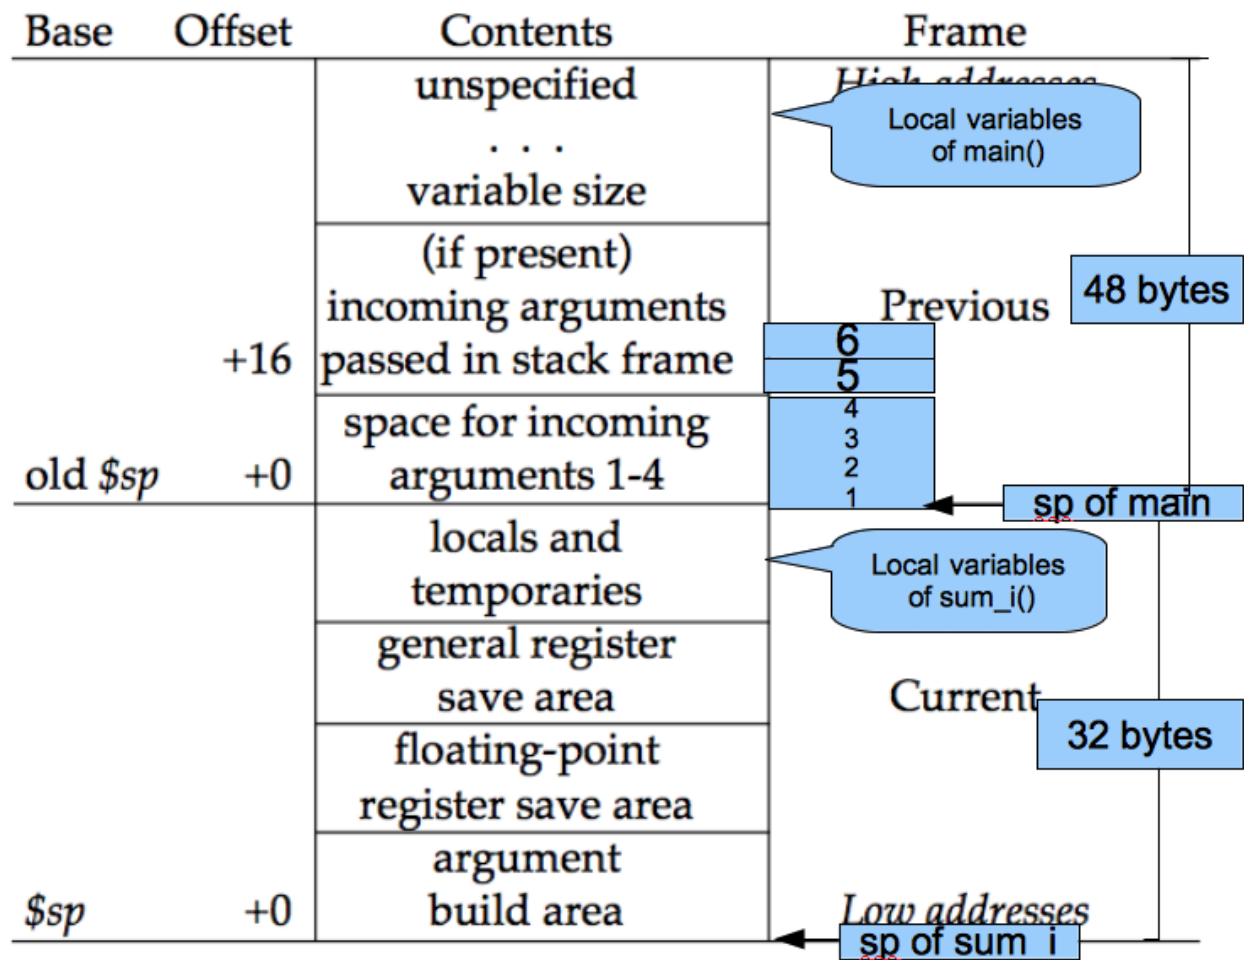 Base Offset Contents Frame
unspecified High addresses
Local variables
of main()
. . .
variable size
(if present)
incoming arguments Previous 48 bytes
6
+16 passed in stack frame
5
space for incoming 4
3
old $sp +0 arguments 1-4 2
1
sp of main
locals and
temporaries
Local variables
of sum_i()
general register
save area Current
floating-point 32 bytes
register save area
argument
$sp +0 build area Low addresses
sp of sum_i